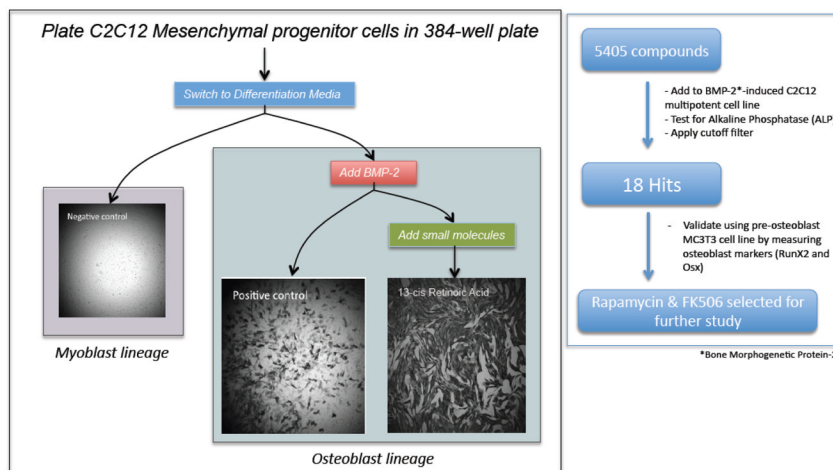 Plate C2C12 Mesenchymal progenitor cells in 384-well plate
Switch to Differentiation Media
Add BMP-2
Add small molecules
Negative control
Positive control
13-cis Retinoic Acid
Myoblast lineage
Osteoblast lineage
5405 compounds
- Add to BMP-2*-induced C2C12
multipotent cell line
- Test for Alkaline Phosphatase (ALP
- Apply cutoff filter
18 Hits
- Validate using pre-osteoblast
MC3T3 cell line by measuring
osteoblast markers (RunX2 and
Osx)
Rapamycin & FK506 selected for
further study
*Bone Morphogenetic Protein-2